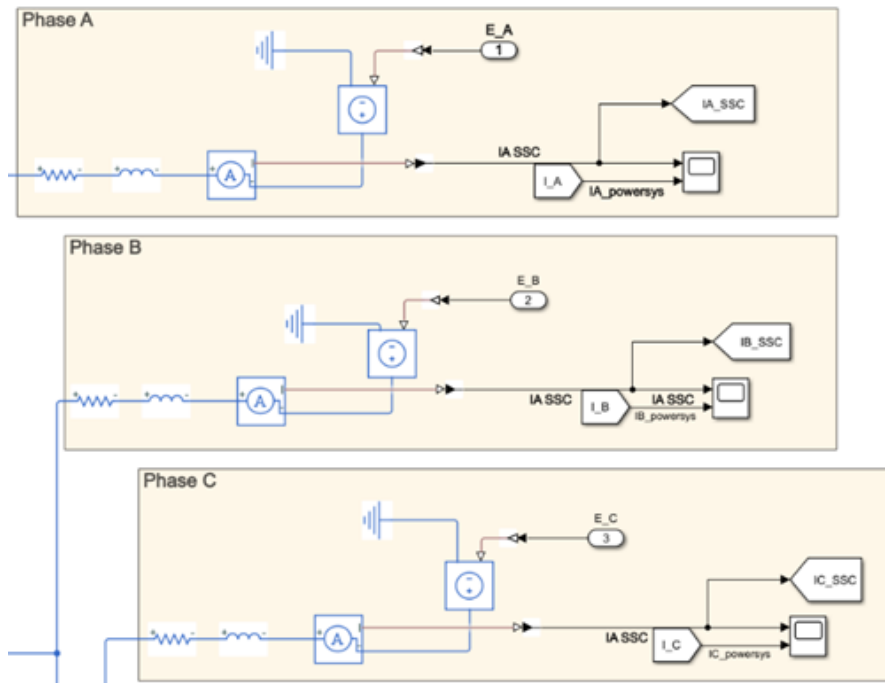 Phase A
E_A
1
IA_SSC
IA SSC
I_A
IA_powersys
A
Phase B
E_B
2
IB_SSC
IA SSC
I_B
IA SSC
IB_powersys
A
Phase C
E_C
3
IC_SSC
IA SSC
I_C
IC_powersys
A